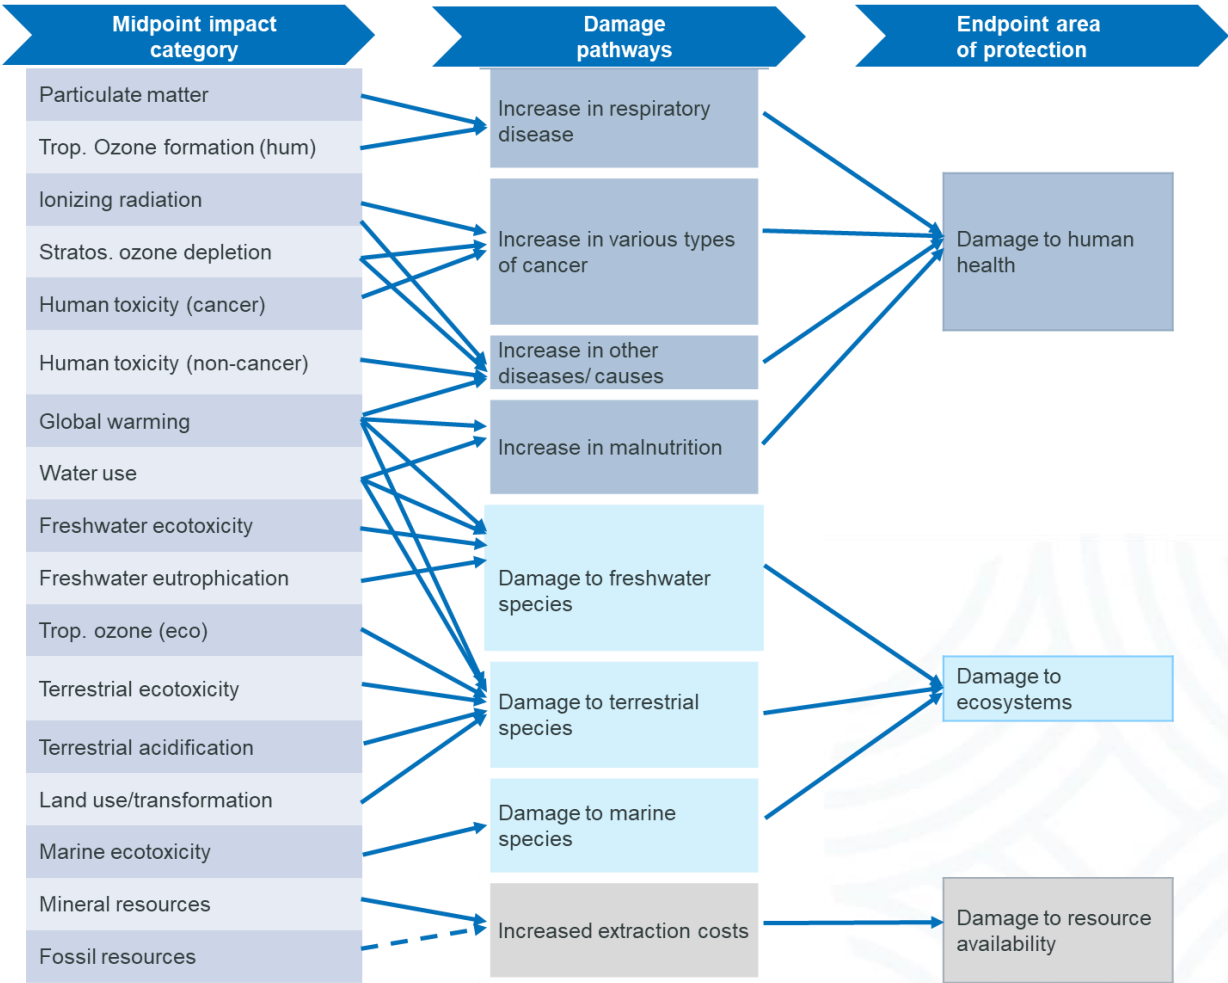 Midpoint impact
category
Damage
pathways
Endpoint area
of protection
Particulate matter
Trop. Ozone formation (hum)
Ionizing radiation
Stratos. ozone depletion
Human toxicity (cancer)
Human toxicity (non-cancer)
Global warming
Water use
Freshwater ecotoxicity
Freshwater eutrophication
Trop. ozone (eco)
Terrestrial ecotoxicity
Terrestrial acidification
Land use/transformation
Marine ecotoxicity
Mineral resources
Fossil resources
Increase in respiratory
disease
Increase in various types
of cancer
Increase in other
diseases/ causes
Increase in malnutrition
Damage to freshwater
species
Damage to terrestrial
species
Damage to marine
species
Increased extraction costs
Damage to human
health
Damage to
ecosystems
Damage to resource
availability